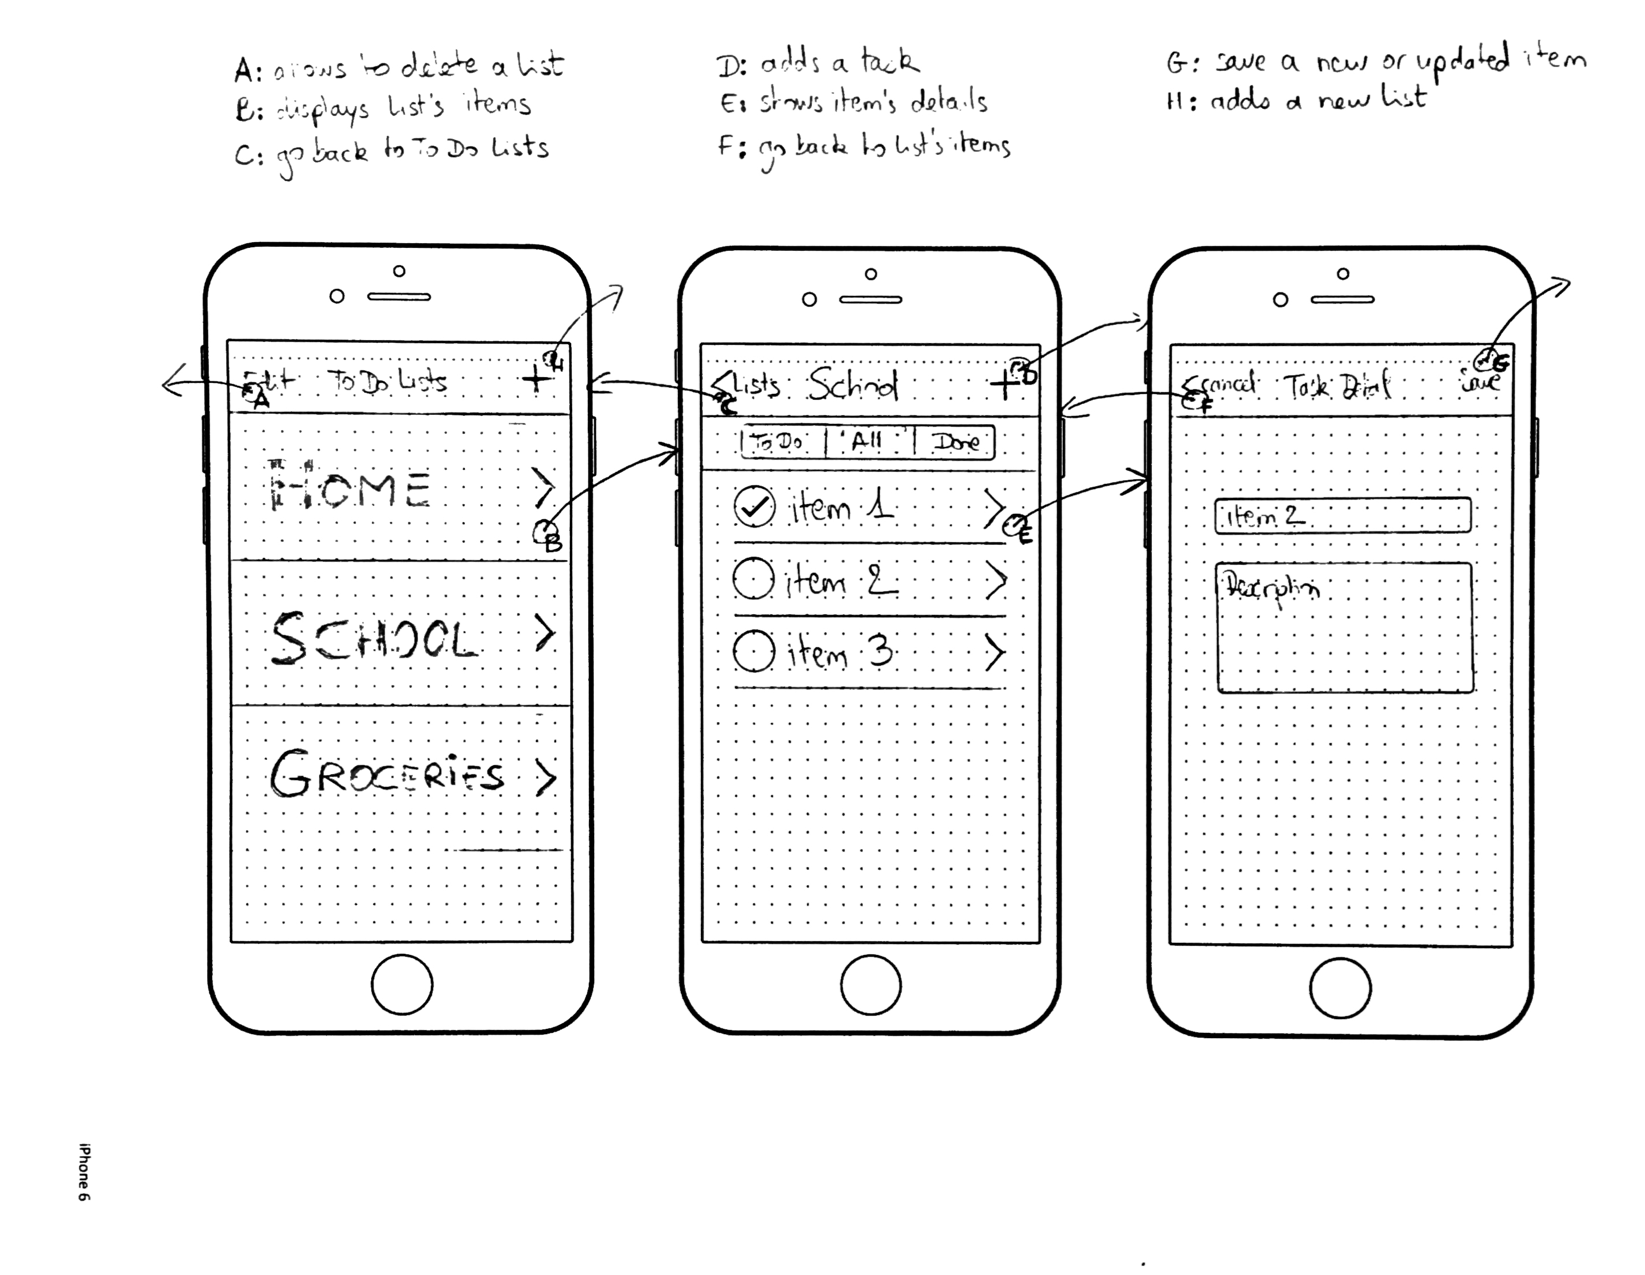 A: allows to delete a list
B: displays list's items
C: go back to To Do Lists
D: adds a task
E: shows item's details
F: go back to list's items
G: save a new or updated item
H: adds a new list
Edit To Do Lists +
H
A
HOME >
B
SCHOOL >
GROCERIES >
< Lists School +
D
C
To Do All Done
item 1 >
E
item 2 >
item 3 >
< cancel Task Detail Save
G
F
item 2
Description
iPhone 6